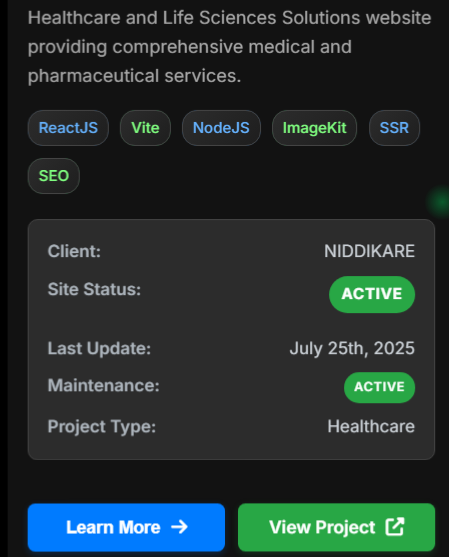 Healthcare and Life Sciences Solutions website
providing comprehensive medical and
pharmaceutical services.
ReactJS Vite NodeJS ImageKit SSR
SEO
Client: NIDDIKARE
Site Status: ACTIVE
Last Update: July 25th, 2025
Maintenance: ACTIVE
Project Type: Healthcare
Learn More → View Project